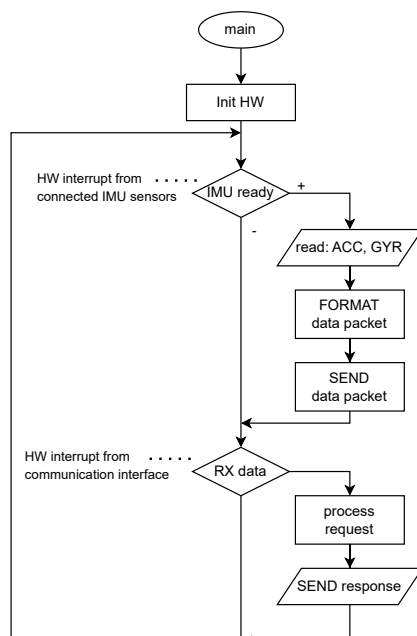 main
Init HW
HW interrupt from
connected IMU sensors
IMU ready
+
-
read: ACC, GYR
FORMAT
data packet
SEND
data packet
HW interrupt from
communication interface
RX data
process
request
SEND response